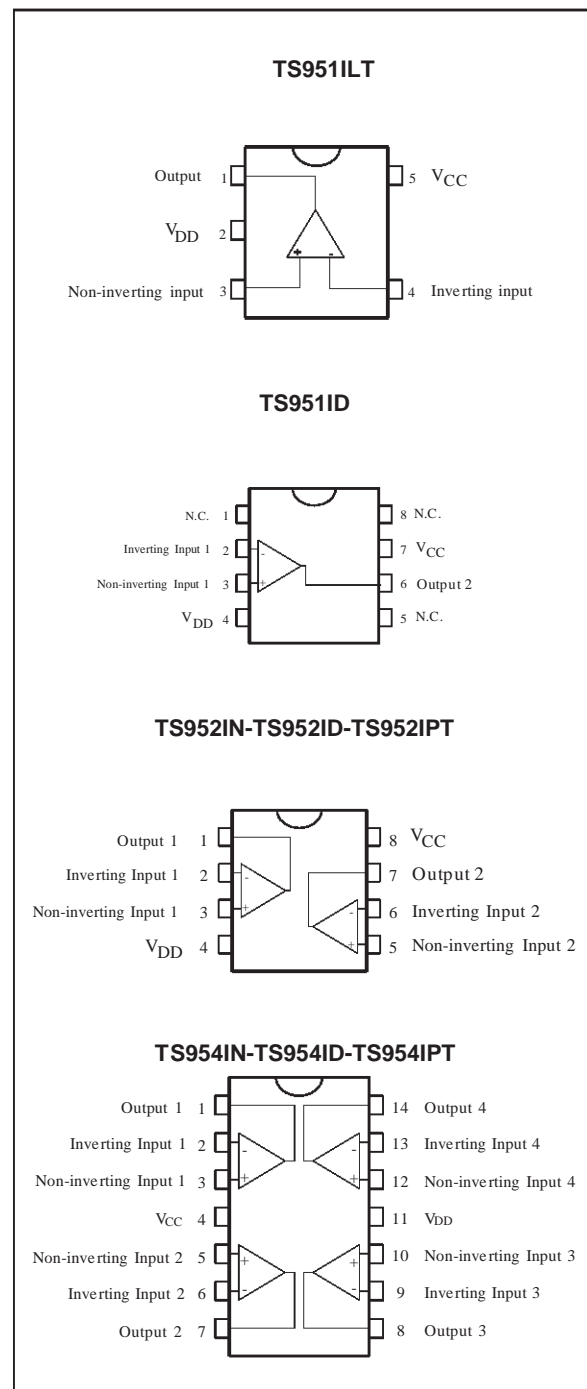 TS951ILT
Output 1 5 VCC
VDD 2
Non-inverting input 3 4 Inverting input
+ -
TS951ID
N.C. 1 8 N.C.
Inverting Input 1 2 - 7 VCC
Non-inverting Input 1 3 + 6 Output 2
VDD 4 5 N.C.
TS952IN-TS952ID-TS952IPT
Output 1 1 8 VCC
Inverting Input 1 2 - 7 Output 2
Non-inverting Input 1 3 + - 6 Inverting Input 2
VDD 4 + 5 Non-inverting Input 2
TS954IN-TS954ID-TS954IPT
Output 1 1 14 Output 4
Inverting Input 1 2 - - 13 Inverting Input 4
Non-inverting Input 1 3 + + 12 Non-inverting Input 4
VCC 4 11 VDD
Non-inverting Input 2 5 + + 10 Non-inverting Input 3
Inverting Input 2 6 - - 9 Inverting Input 3
Output 2 7 8 Output 3